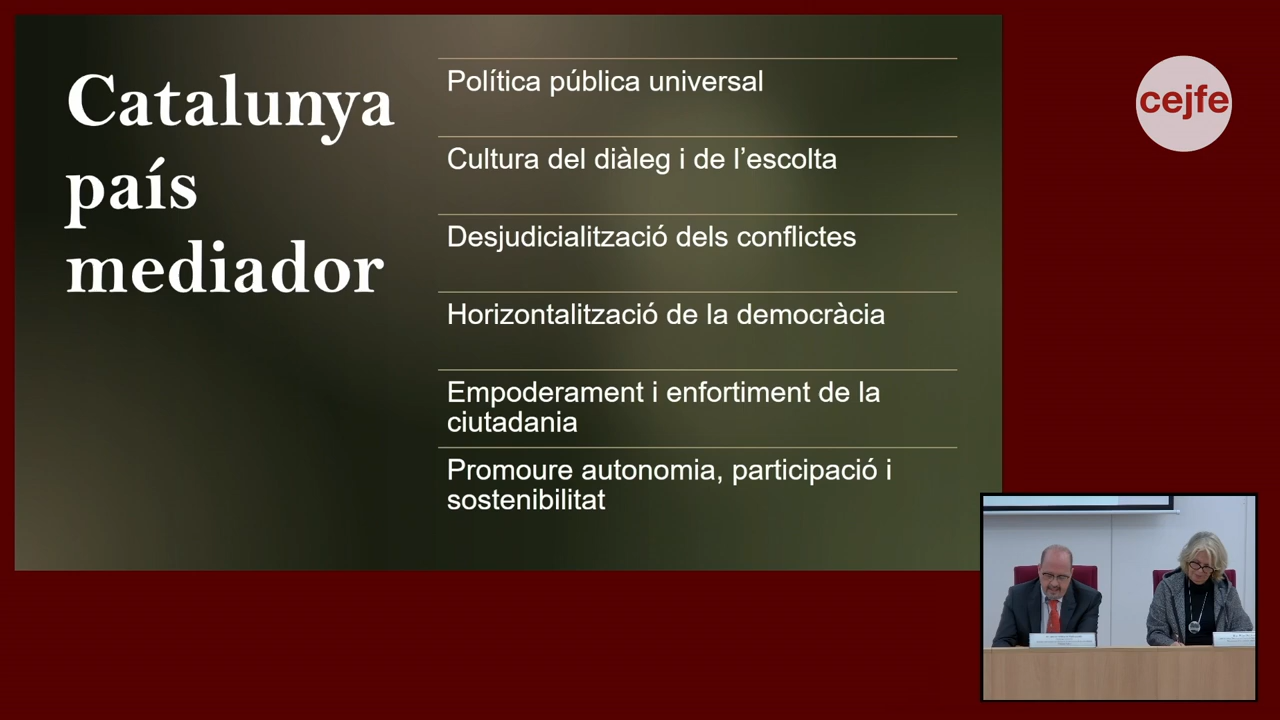 Catalunya
país
mediador
Política pública universal
Cultura del diàleg i de l’escolta
Desjudicialització dels conflictes
Horizontalització de la democràcia
Empoderament i enfortiment de la
ciutadania
Promoure autonomia, participació i
sostenibilitat
cejfe